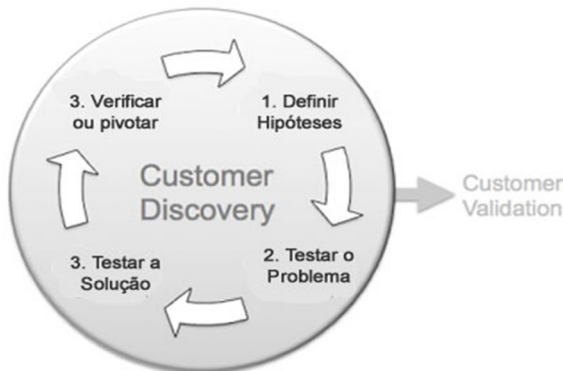 3. Verificar
ou pivotar
1. Definir
Hipóteses
Customer
Discovery
Customer
Validation
3. Testar a
Solução
2. Testar o
Problema